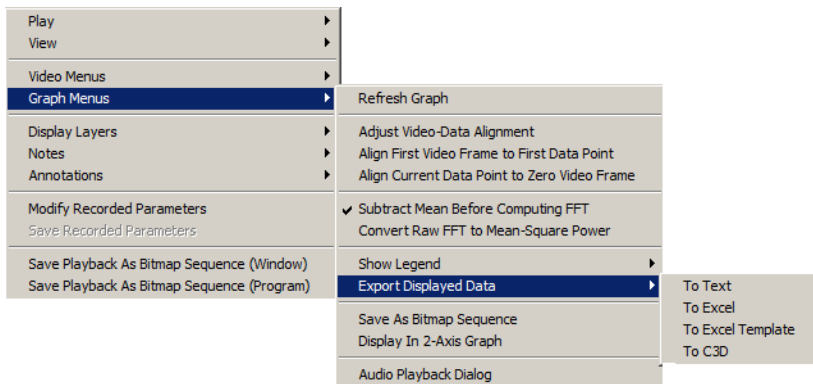 Play
View
Video Menus
Graph Menus
Display Layers
Notes
Annotations
Modify Recorded Parameters
Save Recorded Parameters
Save Playback As Bitmap Sequence (Window)
Save Playback As Bitmap Sequence (Program)
Refresh Graph
Adjust Video-Data Alignment
Align First Video Frame to First Data Point
Align Current Data Point to Zero Video Frame
Subtract Mean Before Computing FFT
Convert Raw FFT to Mean-Square Power
Show Legend
Export Displayed Data
Save As Bitmap Sequence
Display In 2-Axis Graph
Audio Playback Dialog
To Text
To Excel
To Excel Template
To C3D